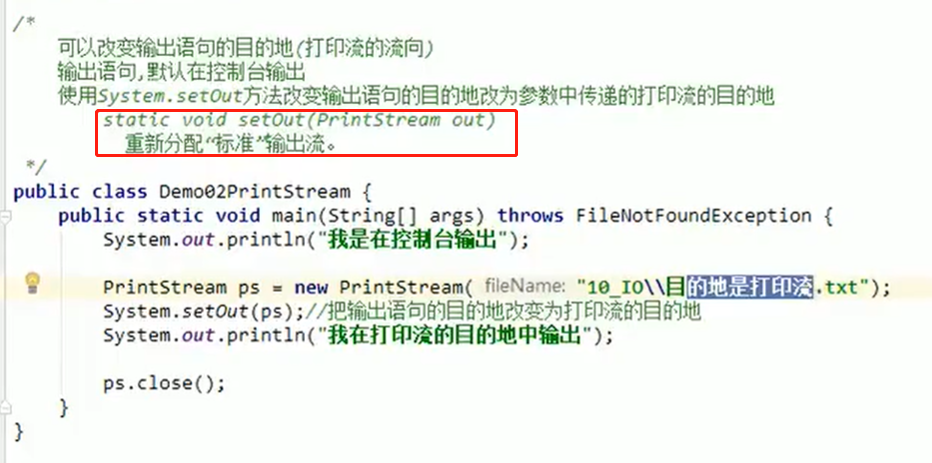 /*
可以改变输出语句的目的地(打印流的流向)
输出语句,默认在控制台输出
使用System.setOut方法改变输出语句的目的地改为参数中传递的打印流的目的地
static void setOut(PrintStream out)
重新分配“标准”输出流。
*/
public class Demo02PrintStream {
public static void main(String[] args) throws FileNotFoundException {
System.out.println("我是在控制台输出");
PrintStream ps = new PrintStream( fileName: "10_IO\\目的地是打印流.txt");
System.setOut(ps);//把输出语句的目的地改变为打印流的目的地
System.out.println("我在打印流的目的地中输出");
ps.close();
}
}